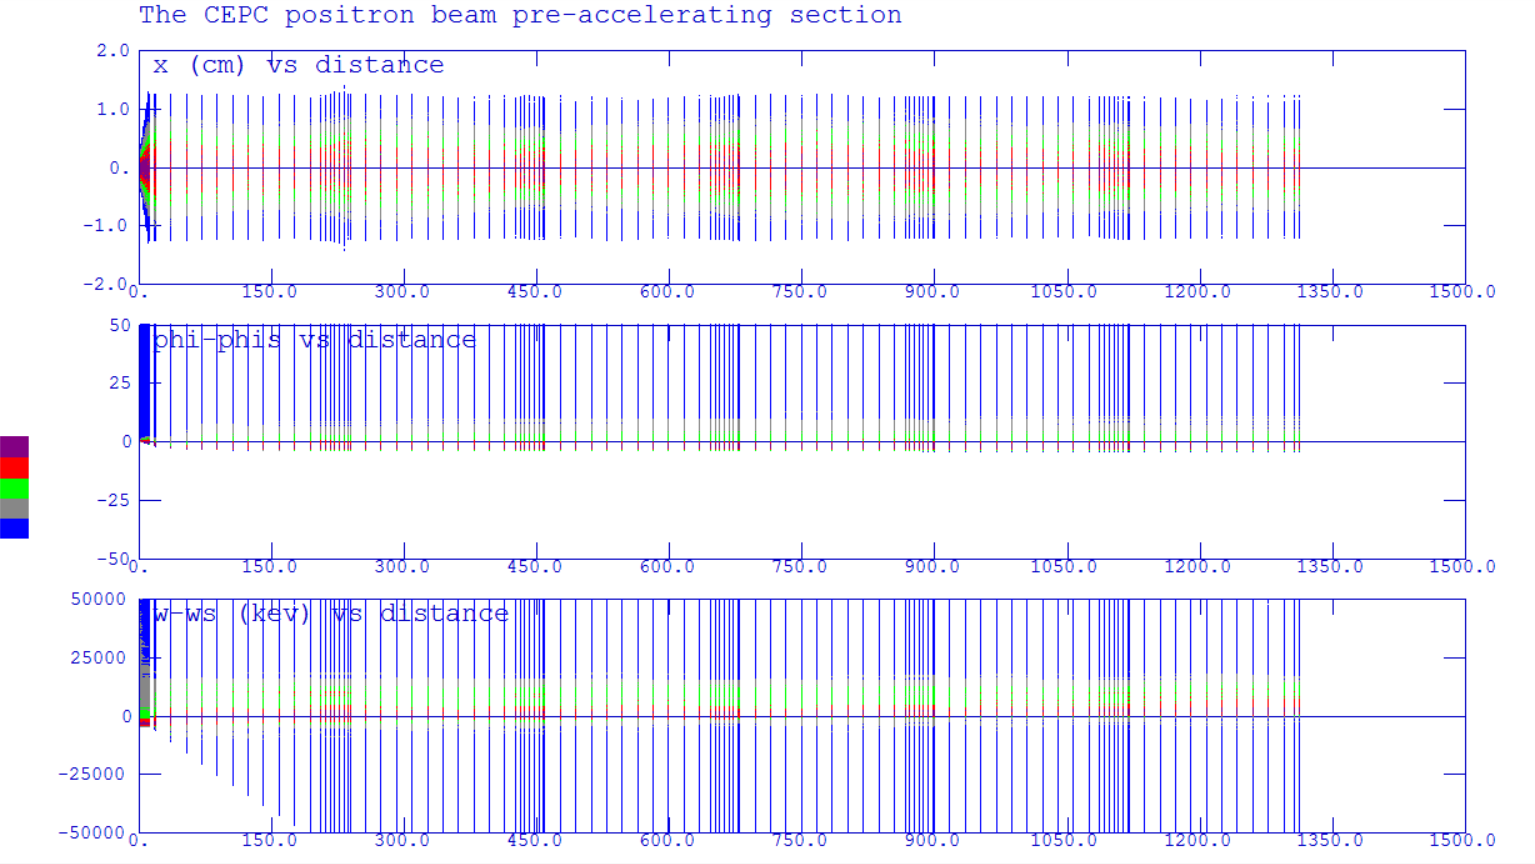 The CEPC positron beam pre-accelerating section
2.0
x (cm) vs distance
1.0
0.
-1.0
-2.0
0. 150.0 300.0 450.0 600.0 750.0 900.0 1050.0 1200.0 1350.0 1500.0
50
phi-phis vs distance
25
0
-25
-50
0. 150.0 300.0 450.0 600.0 750.0 900.0 1050.0 1200.0 1350.0 1500.0
50000
w-ws (kev) vs distance
25000
0
-25000
-50000
0. 150.0 300.0 450.0 600.0 750.0 900.0 1050.0 1200.0 1350.0 1500.0